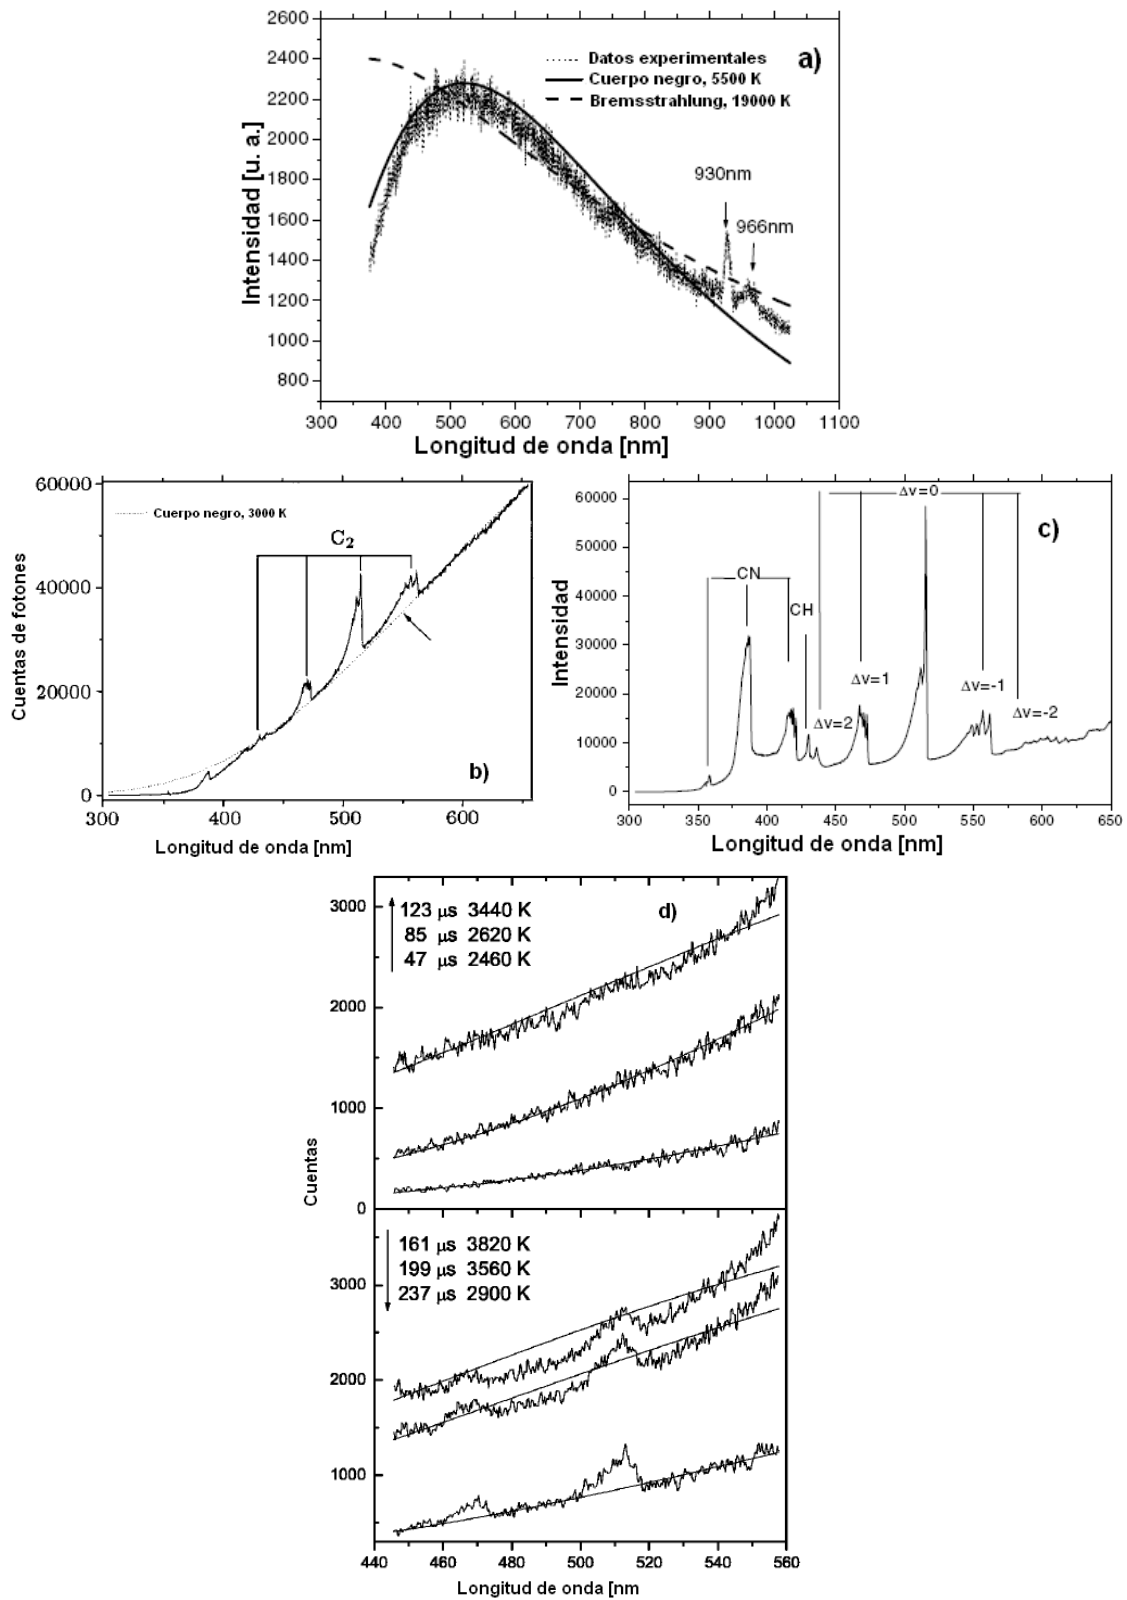 a)
2600
2400
2200
2000
1800
1600
1400
1200
1000
800
Intensidad [u. a.]
Datos experimentales
Cuerpo negro, 5500 K
Bremsstrahlung, 19000 K
930nm
966nm
300 400 500 600 700 800 900 1000 1100
Longitud de onda [nm]
60000
40000
20000
0
Cuentas de fotones
Cuerpo negro, 3000 K
C2
b)
300 400 500 600
Longitud de onda [nm]
60000
50000
40000
30000
20000
10000
0
Intensidad
Δv=0
c)
CN
CH
Δv=1
Δv=-1
Δv=2
Δv=-2
300 350 400 450 500 550 600 650
Longitud de onda [nm]
3000
2000
1000
0
123 μs 3440 K
85 μs 2620 K
47 μs 2460 K
d)
Cuentas
161 μs 3820 K
199 μs 3560 K
237 μs 2900 K
3000
2000
1000
440 460 480 500 520 540 560
Longitud de onda [nm